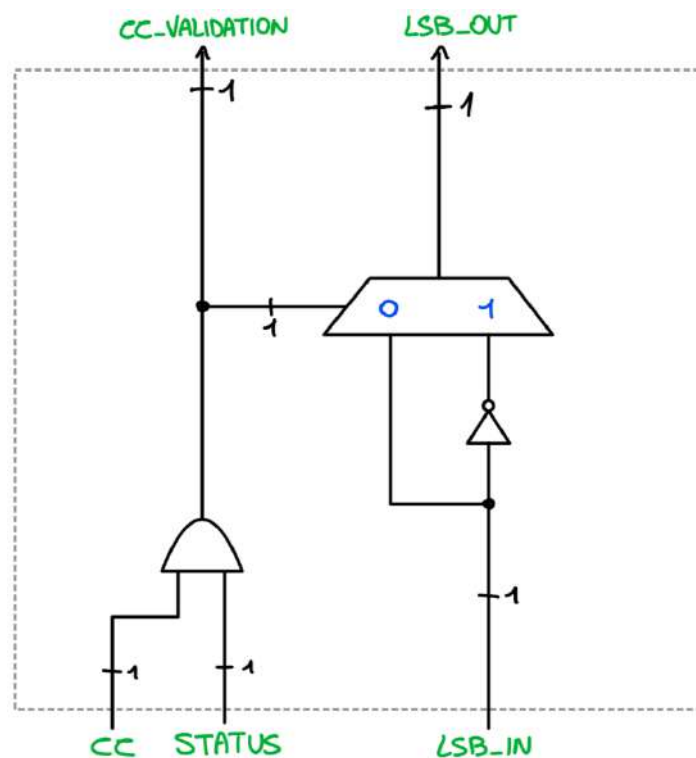 CC_VALIDATION LSB_OUT
1 1
1
0 1
1
1 1
CC STATUS LSB_IN